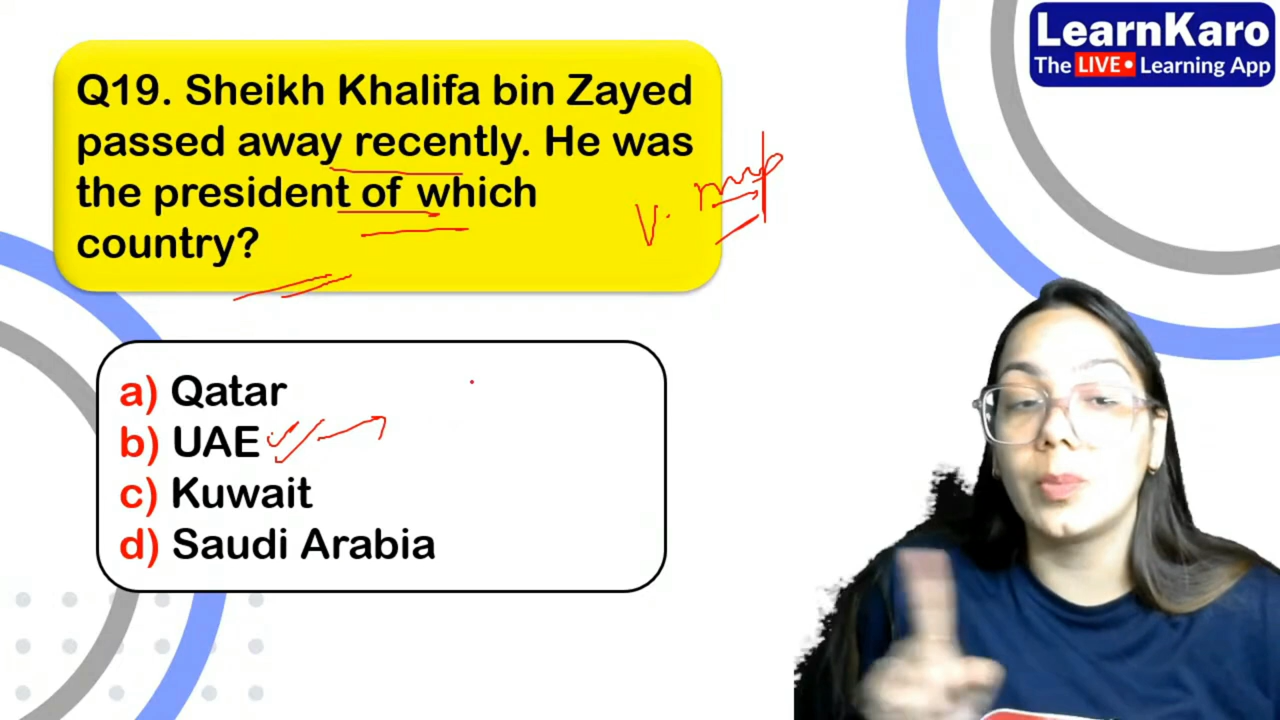 LearnKaro
The LIVE• Learning App
Q19. Sheikh Khalifa bin Zayed
passed away recently. He was
the president of which
country?
V.
a) Qatar
b) UAE
c) Kuwait
d) Saudi Arabia